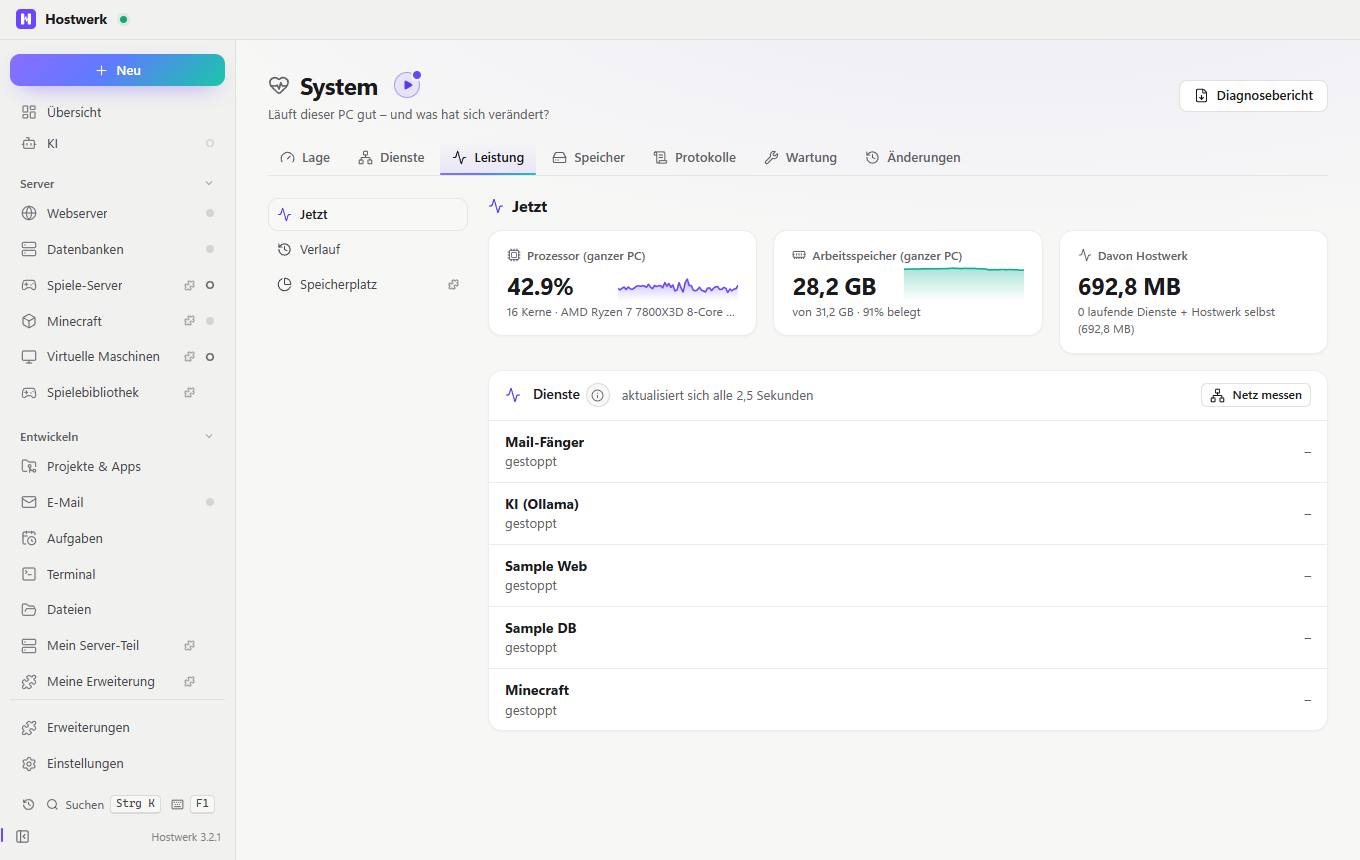 Hostwerk
Neu
Übersicht
KI
Server
Webserver
Datenbanken
Spiele-Server
Minecraft
Virtuelle Maschinen
Spielebibliothek
Entwickeln
Projekte & Apps
E-Mail
Aufgaben
Terminal
Dateien
Mein Server-Teil
Meine Erweiterung
Erweiterungen
Einstellungen
Suchen Strg K F1
Hostwerk 3.2.1
System
Läuft dieser PC gut – und was hat sich verändert?
Diagnosebericht
Lage Dienste Leistung Speicher Protokolle Wartung Änderungen
Jetzt
Verlauf
Speicherplatz
Jetzt
Prozessor (ganzer PC)
42.9%
16 Kerne · AMD Ryzen 7 7800X3D 8-Core ...
Arbeitsspeicher (ganzer PC)
28,2 GB
von 31,2 GB · 91% belegt
Davon Hostwerk
692,8 MB
0 laufende Dienste + Hostwerk selbst
(692,8 MB)
Dienste aktualisiert sich alle 2,5 Sekunden Netz messen
Mail-Fänger –
gestoppt
KI (Ollama) –
gestoppt
Sample Web –
gestoppt
Sample DB –
gestoppt
Minecraft –
gestoppt